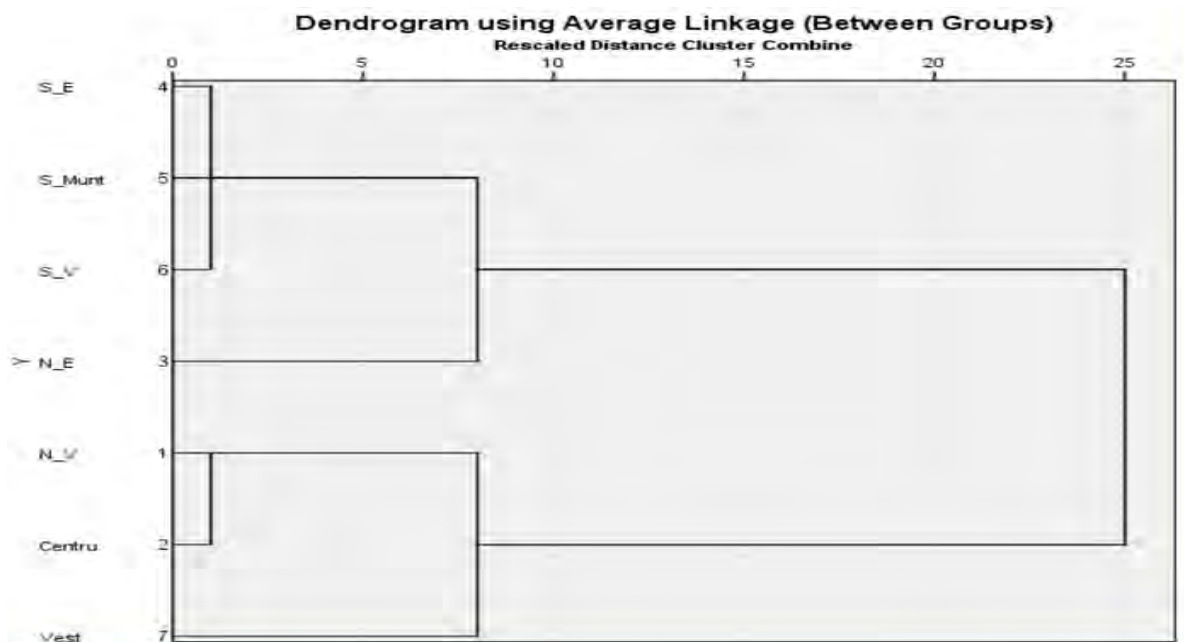 Dendrogram using Average Linkage (Between Groups)
Rescaled Distance Cluster Combine
0 5 10 15 20 25
S_E 4
S_Munt 5
S_V 6
Y
N_E 3
N_V 1
Centru 2
Vest 7